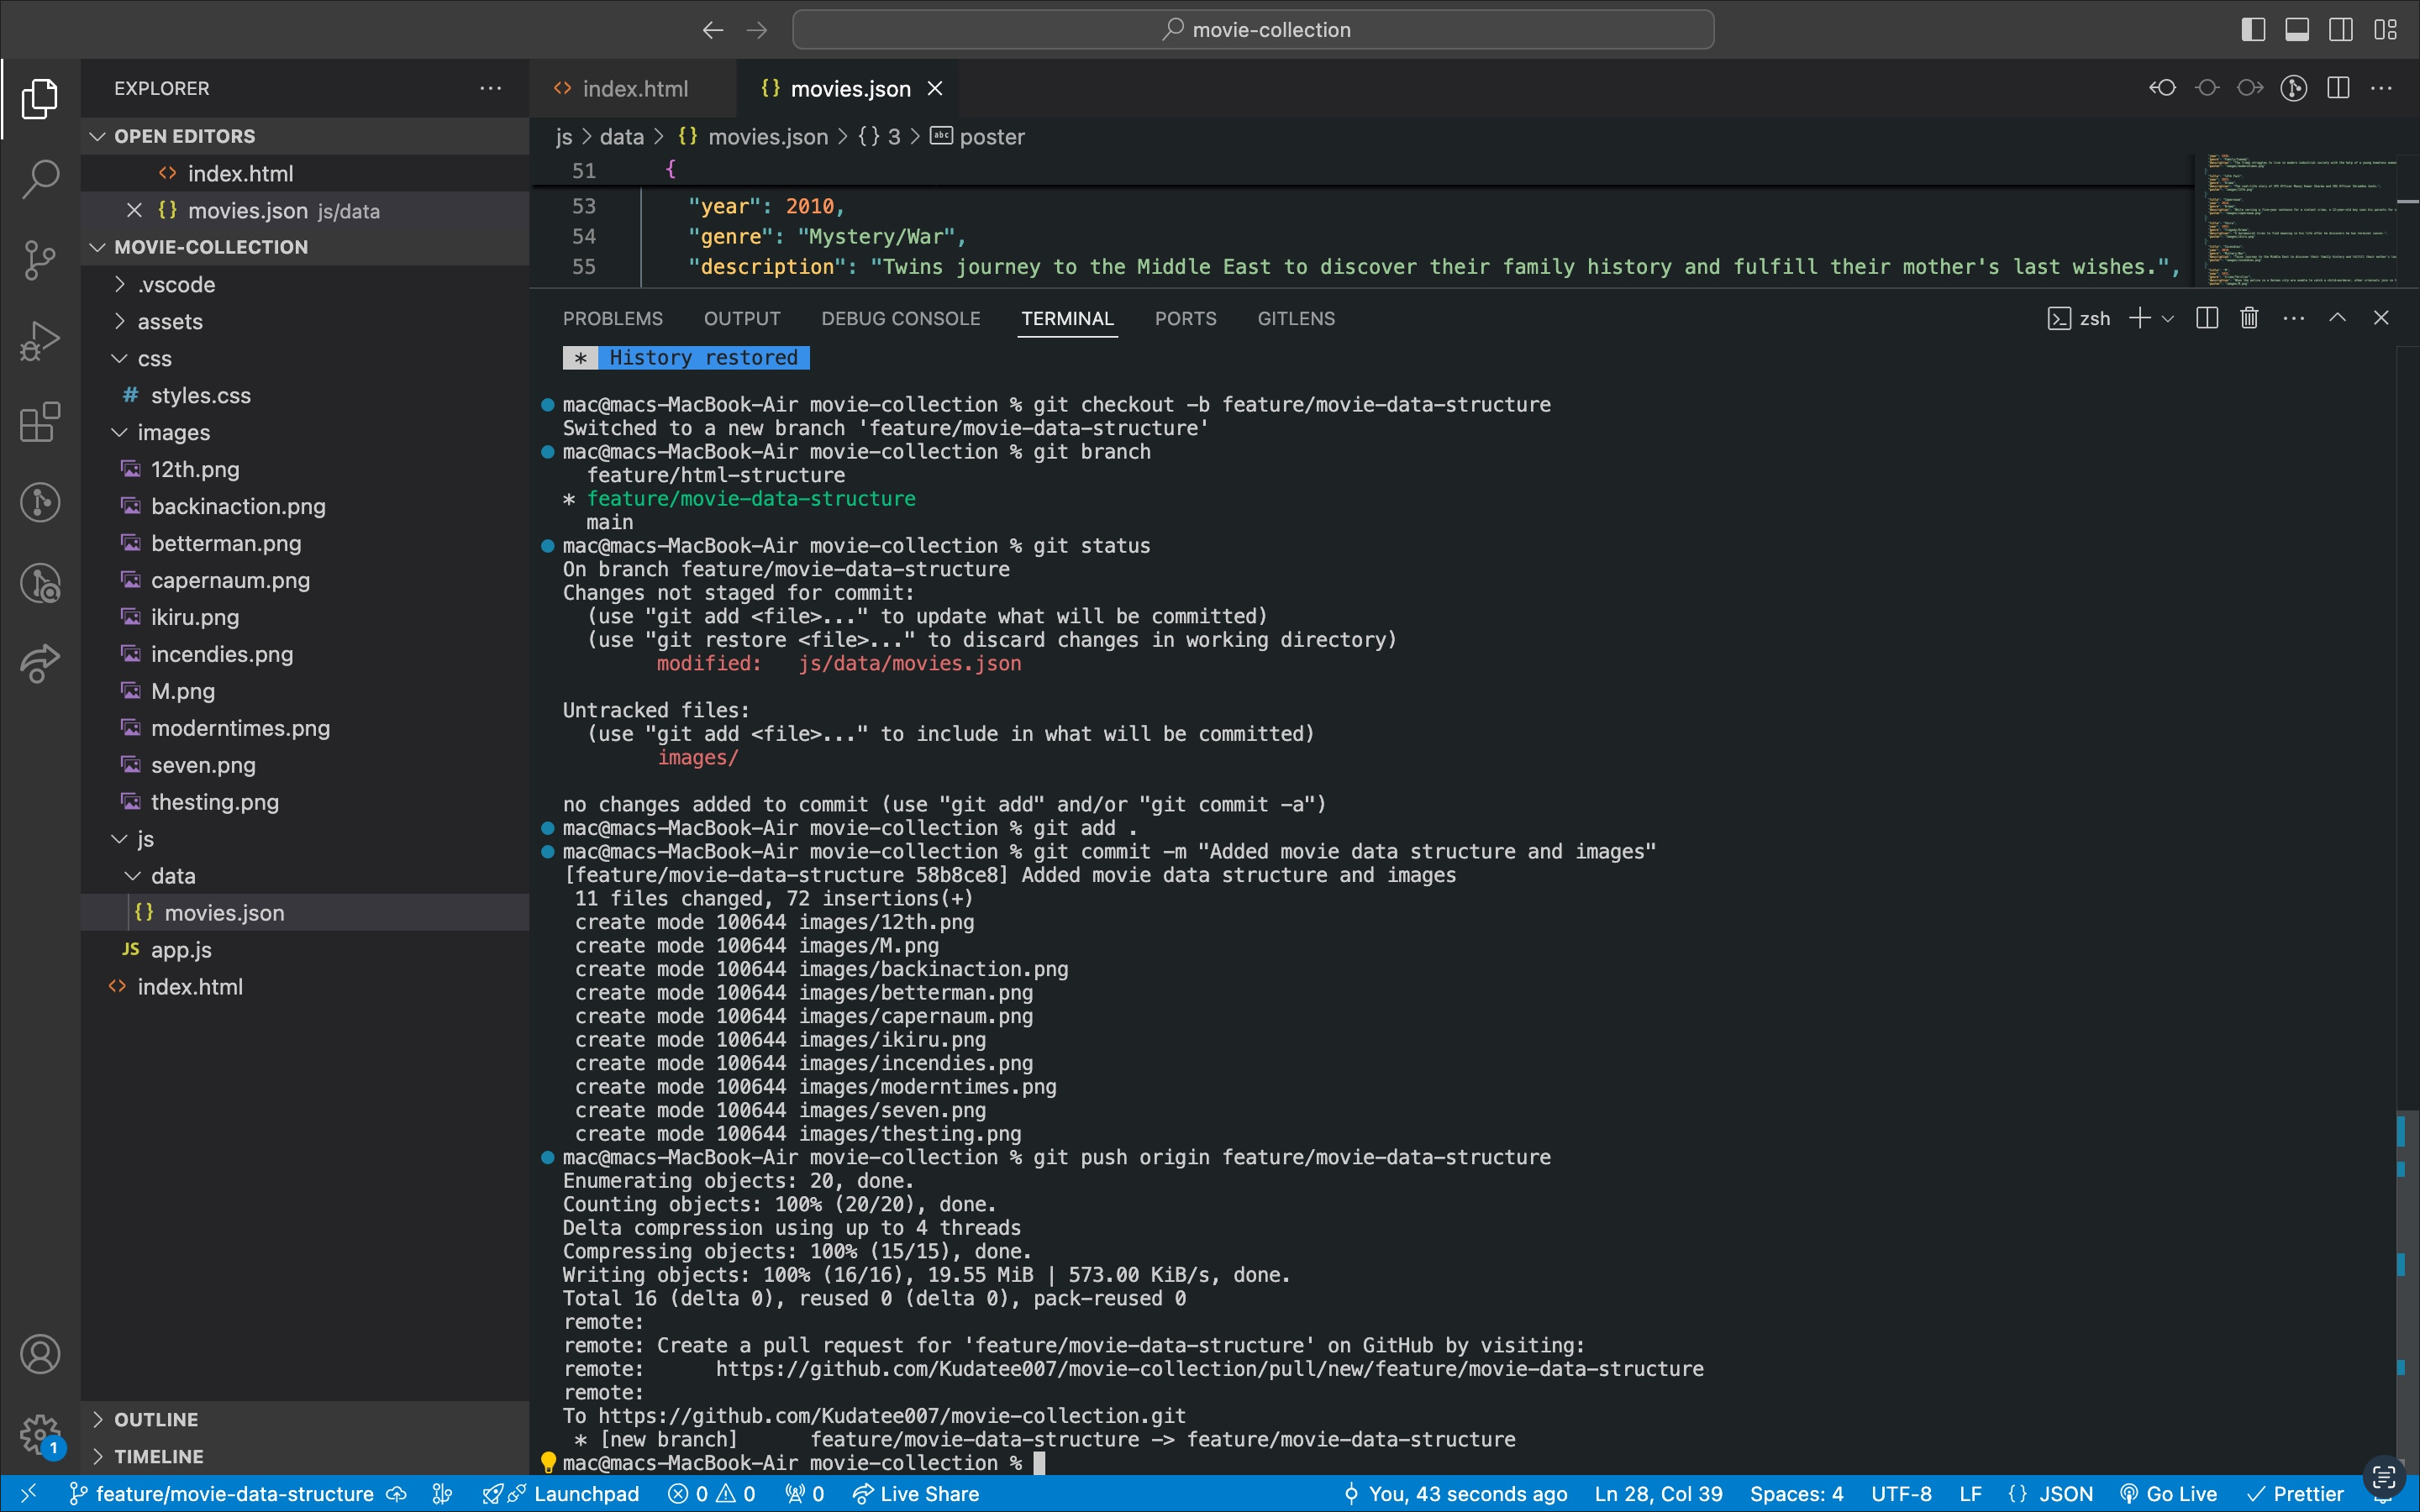 movie-collection
EXPLORER
OPEN EDITORS
index.html
movies.json js/data
MOVIE-COLLECTION
.vscode
assets
css
# styles.css
images
12th.png
backinaction.png
betterman.png
capernaum.png
ikiru.png
incendies.png
M.png
moderntimes.png
seven.png
thesting.png
js
data
{} movies.json
JS app.js
index.html
OUTLINE
TIMELINE
1
index.html
{} movies.json
js > data > {} movies.json > {} 3 > abc poster
51 {
53 "year": 2010,
54 "genre": "Mystery/War",
55 "description": "Twins journey to the Middle East to discover their family history and fulfill their mother's last wishes.",
PROBLEMS OUTPUT DEBUG CONSOLE TERMINAL PORTS GITLENS
zsh
* History restored
mac@macs-MacBook-Air movie-collection % git checkout -b feature/movie-data-structure
Switched to a new branch 'feature/movie-data-structure'
mac@macs-MacBook-Air movie-collection % git branch
feature/html-structure
* feature/movie-data-structure
main
mac@macs-MacBook-Air movie-collection % git status
On branch feature/movie-data-structure
Changes not staged for commit:
(use "git add <file>..." to update what will be committed)
(use "git restore <file>..." to discard changes in working directory)
modified: js/data/movies.json
Untracked files:
(use "git add <file>..." to include in what will be committed)
images/
no changes added to commit (use "git add" and/or "git commit -a")
mac@macs-MacBook-Air movie-collection % git add .
mac@macs-MacBook-Air movie-collection % git commit -m "Added movie data structure and images"
[feature/movie-data-structure 58b8ce8] Added movie data structure and images
11 files changed, 72 insertions(+)
create mode 100644 images/12th.png
create mode 100644 images/M.png
create mode 100644 images/backinaction.png
create mode 100644 images/betterman.png
create mode 100644 images/capernaum.png
create mode 100644 images/ikiru.png
create mode 100644 images/incendies.png
create mode 100644 images/moderntimes.png
create mode 100644 images/seven.png
create mode 100644 images/thesting.png
mac@macs-MacBook-Air movie-collection % git push origin feature/movie-data-structure
Enumerating objects: 20, done.
Counting objects: 100% (20/20), done.
Delta compression using up to 4 threads
Compressing objects: 100% (15/15), done.
Writing objects: 100% (16/16), 19.55 MiB | 573.00 KiB/s, done.
Total 16 (delta 0), reused 0 (delta 0), pack-reused 0
remote:
remote: Create a pull request for 'feature/movie-data-structure' on GitHub by visiting:
remote: https://github.com/Kudatee007/movie-collection/pull/new/feature/movie-data-structure
remote:
To https://github.com/Kudatee007/movie-collection.git
* [new branch] feature/movie-data-structure -> feature/movie-data-structure
mac@macs-MacBook-Air movie-collection %
feature/movie-data-structure Launchpad 0 0 0 Live Share You, 43 seconds ago Ln 28, Col 39 Spaces: 4 UTF-8 LF {} JSON Go Live Prettier